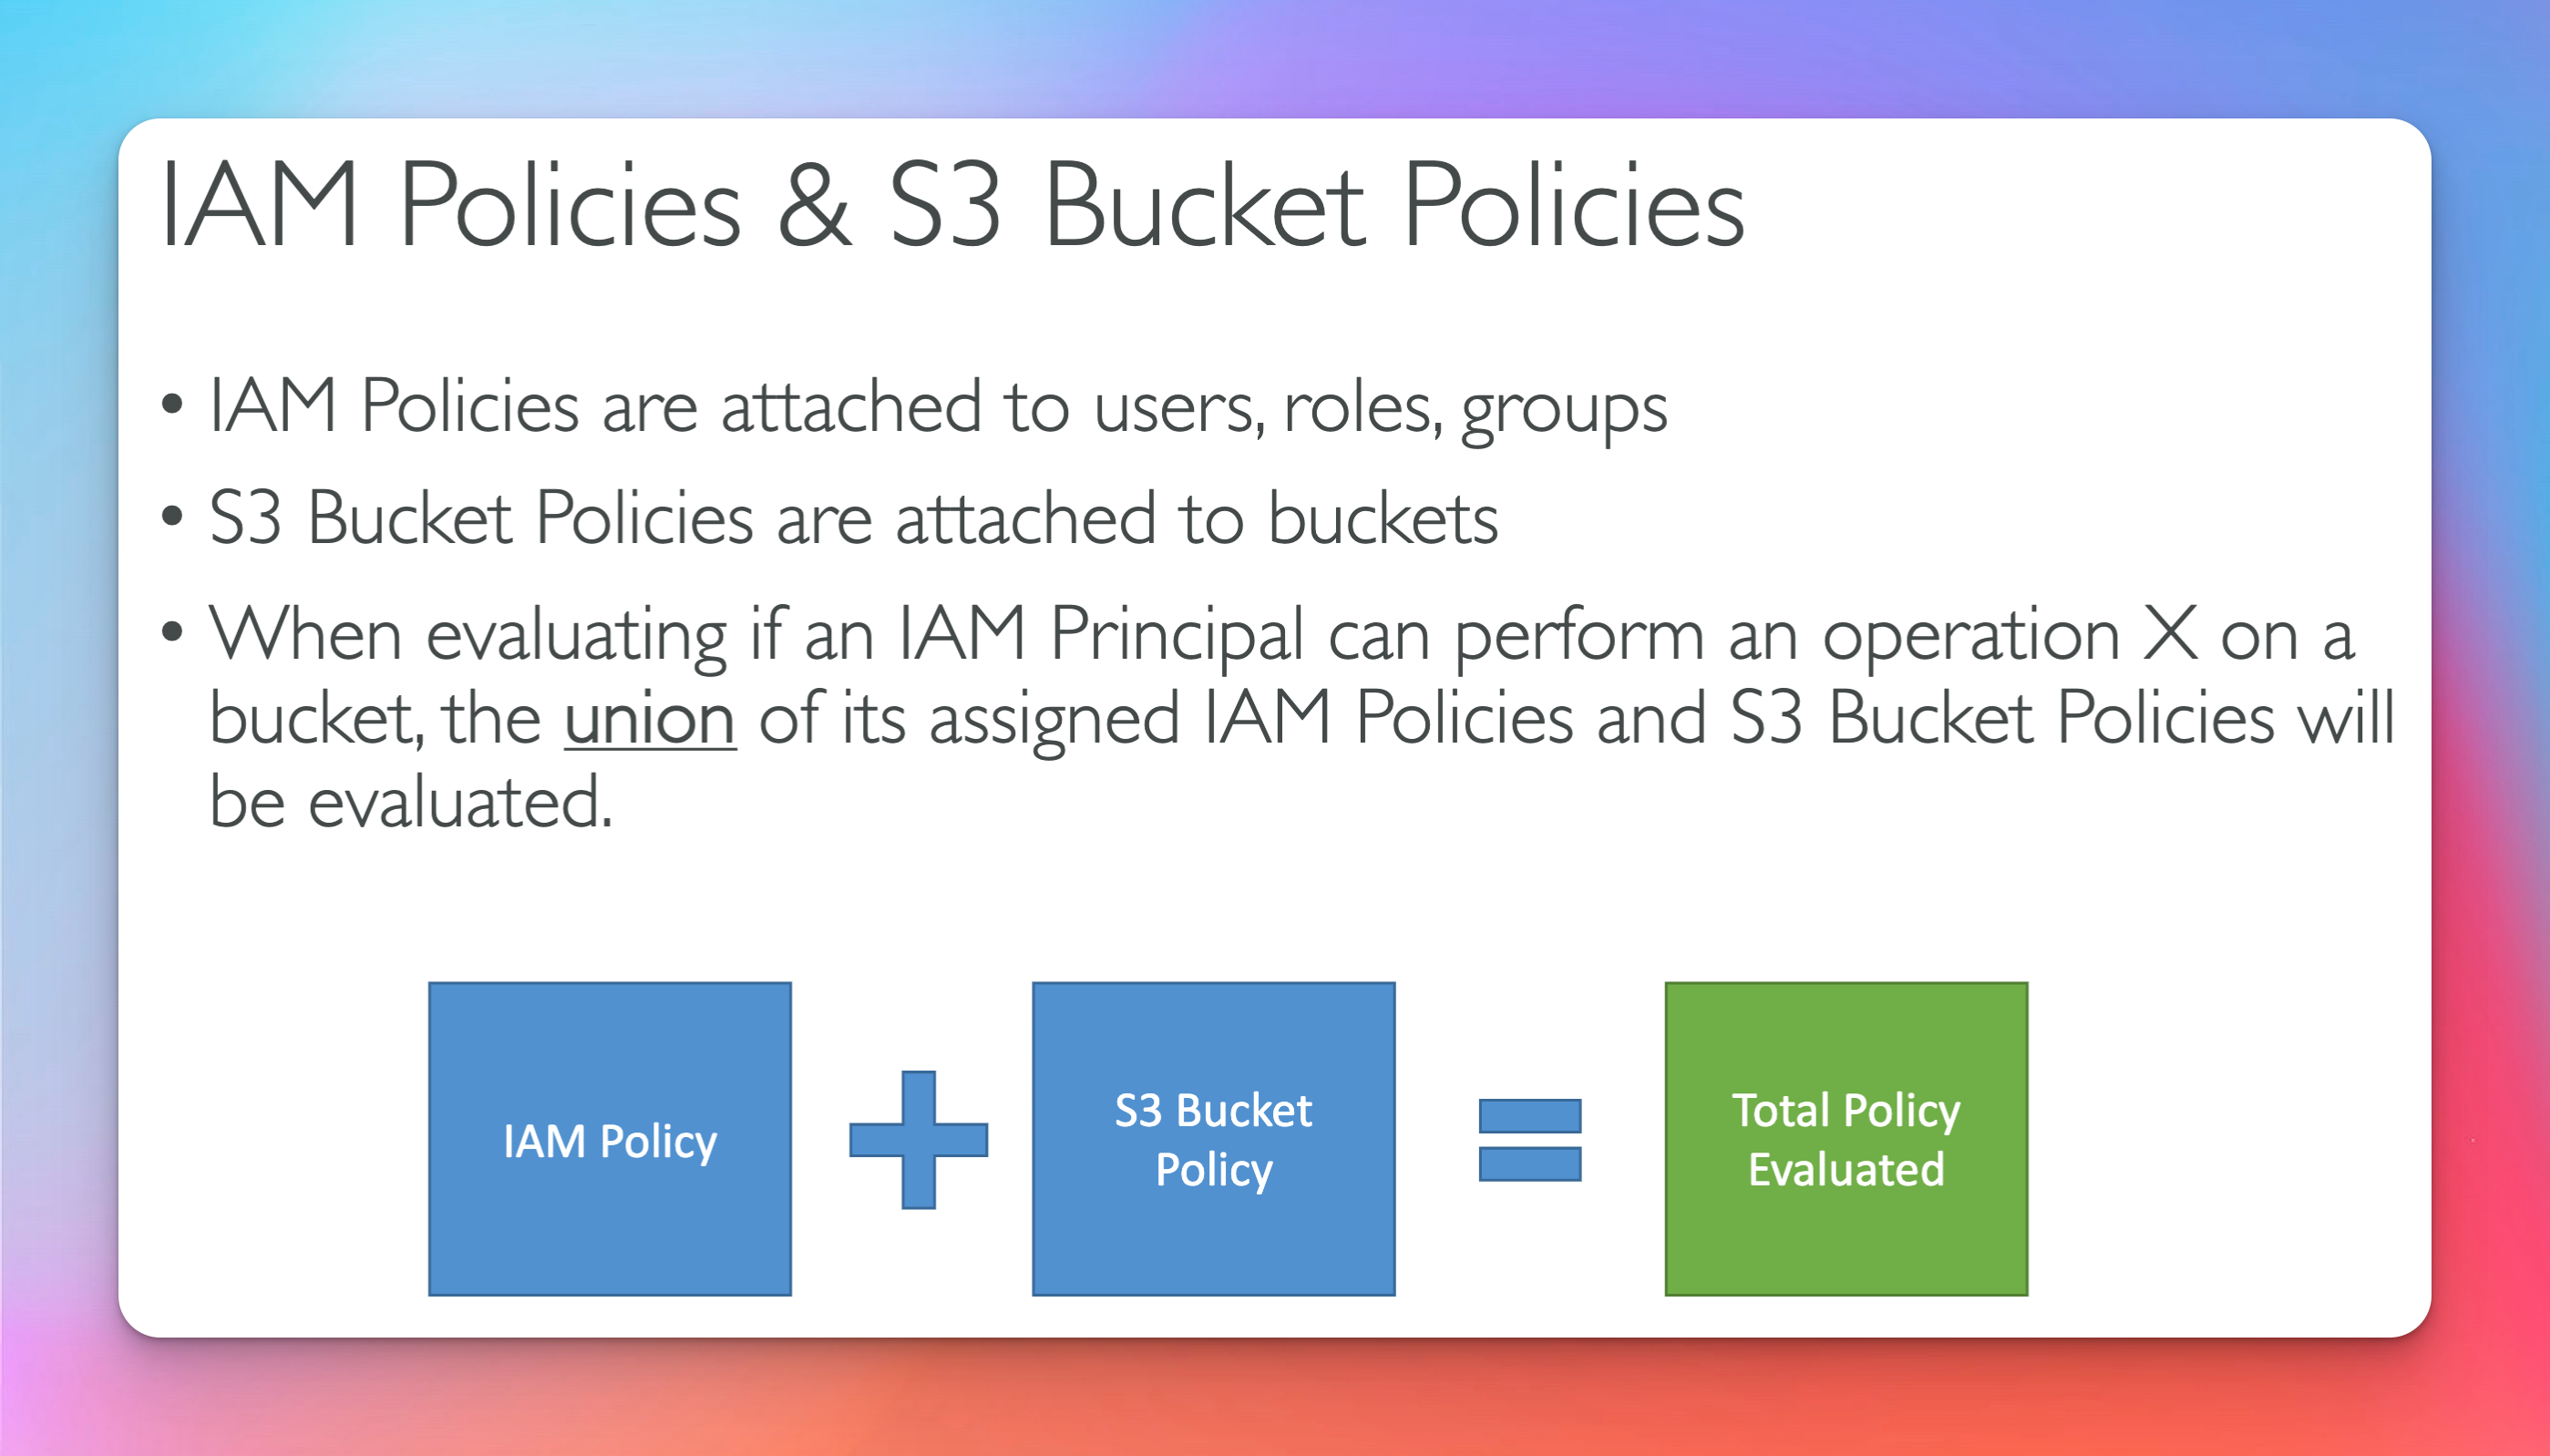 IAM Policies & S3 Bucket Policies
• IAM Policies are attached to users, roles, groups
• S3 Bucket Policies are attached to buckets
• When evaluating if an IAM Principal can perform an operation X on a
bucket, the union of its assigned IAM Policies and S3 Bucket Policies will
be evaluated.
IAM Policy
S3 Bucket
Policy
Total Policy
Evaluated